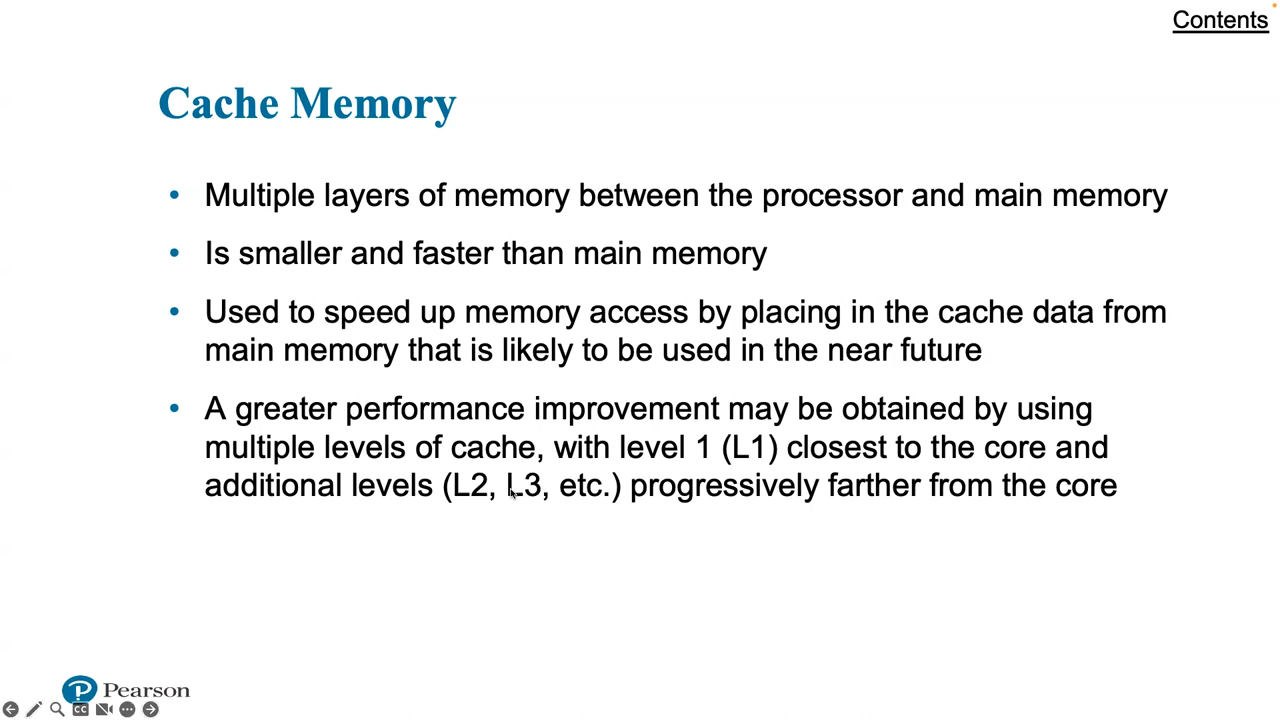 Contents
Cache Memory
• Multiple layers of memory between the processor and main memory
• Is smaller and faster than main memory
• Used to speed up memory access by placing in the cache data from
main memory that is likely to be used in the near future
• A greater performance improvement may be obtained by using
multiple levels of cache, with level 1 (L1) closest to the core and
additional levels (L2, L3, etc.) progressively farther from the core
Pearson
CC